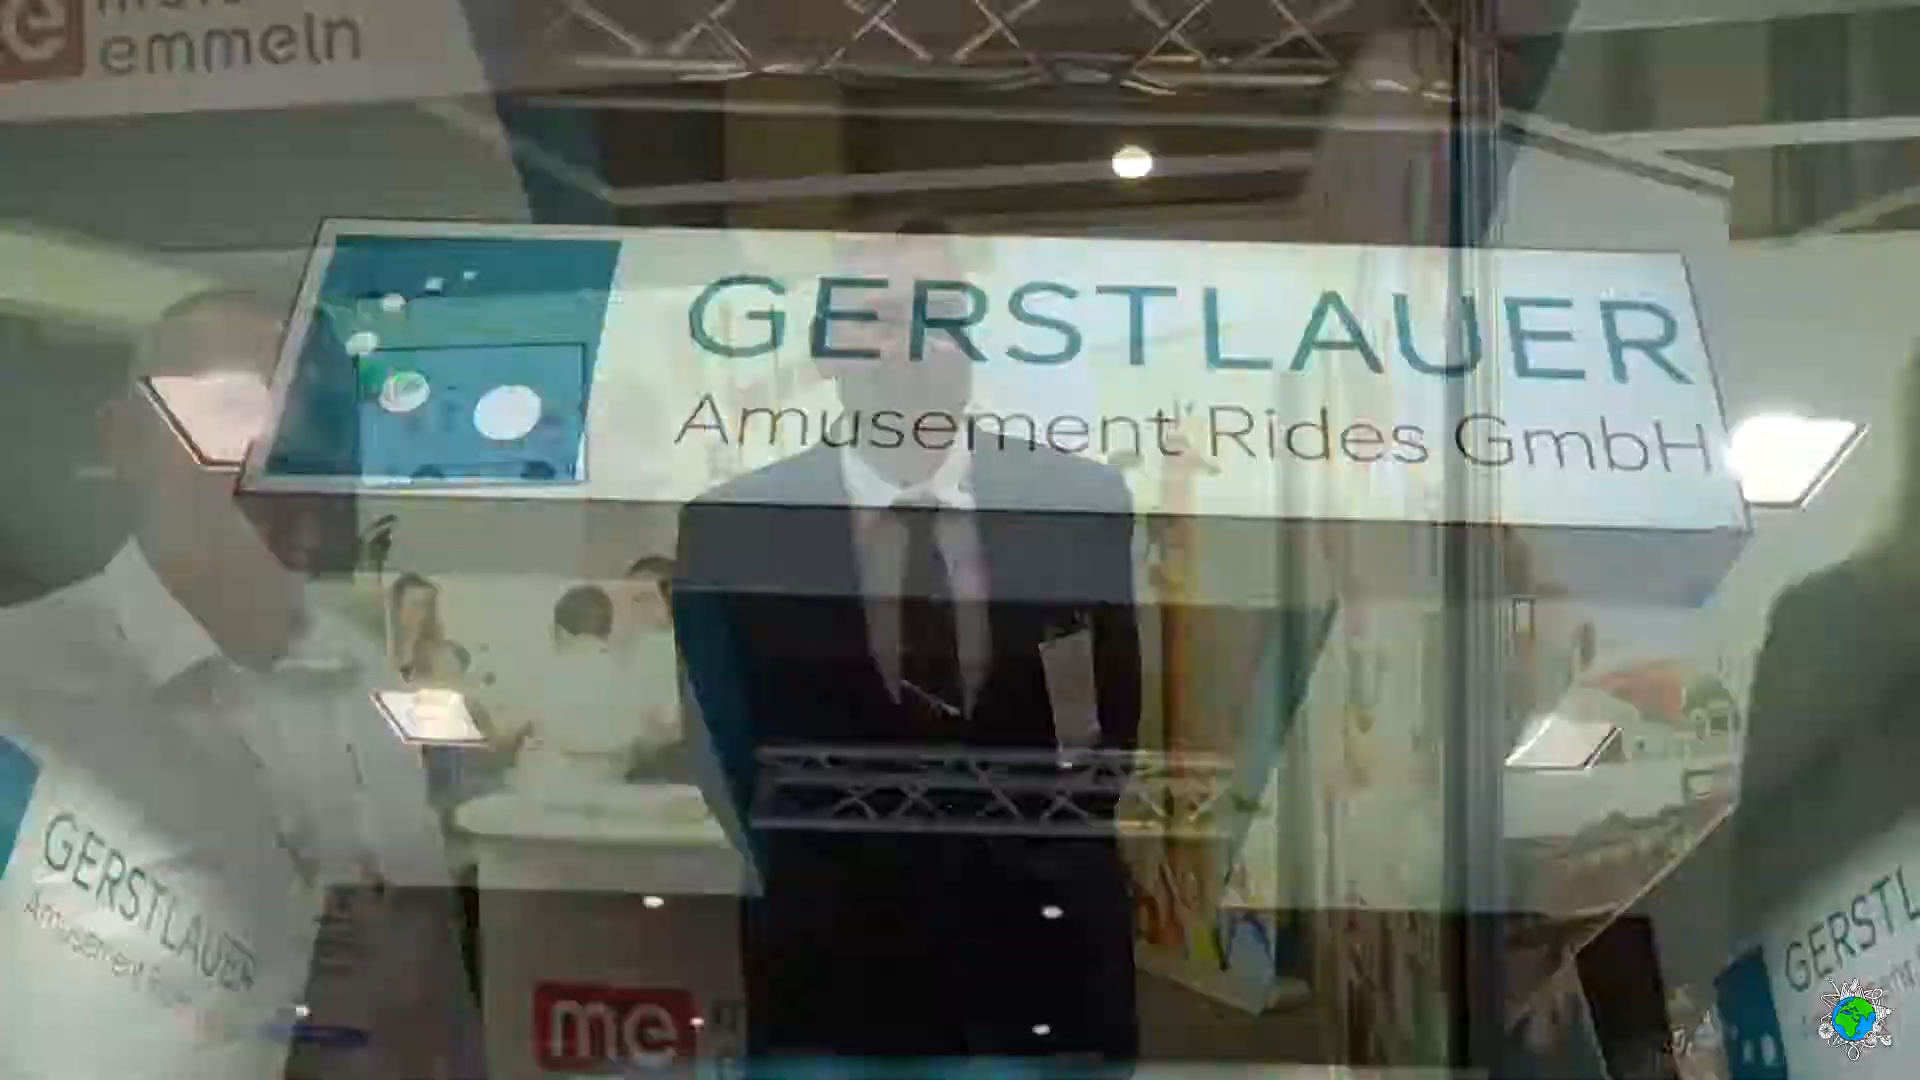 emmeln
GERSTLAUER
Amusement Rides GmbH
GERSTLAUER
Amusement
GERSTL
me